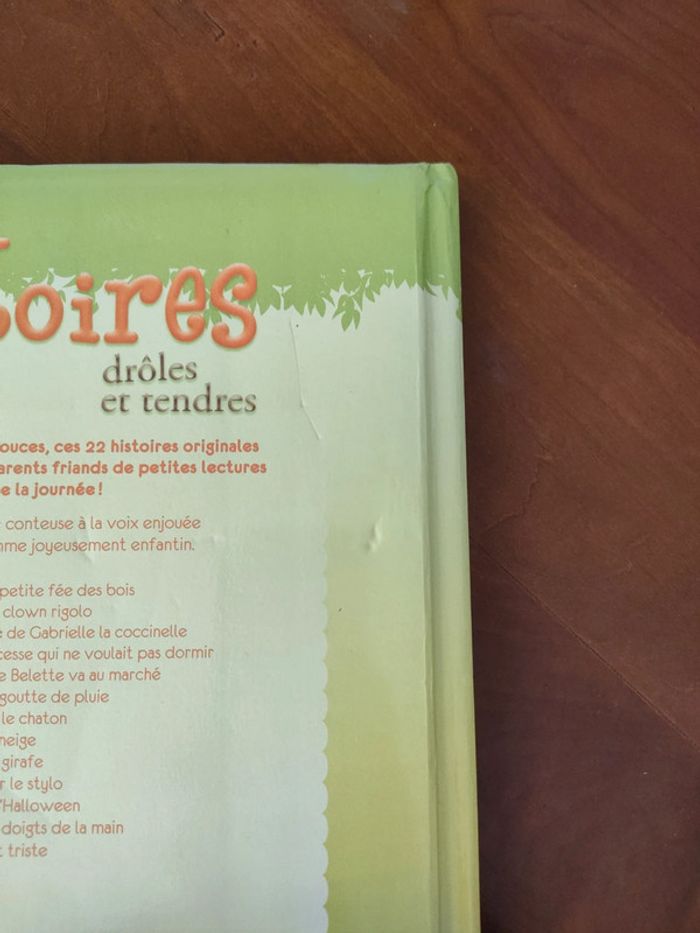 toires
drôles
et tendres
ouces, ces 22 histoires originales
arents friands de petites lectures
e la journée !
conteuse à la voix enjouée
me joyeusement enfantin.
petite fée des bois
clown rigolo
de Gabrielle la coccinelle
cesse qui ne voulait pas dormir
e Belette va au marché
goutte de pluie
le chaton
neige
girafe
r le stylo
'Halloween
doigts de la main
t triste